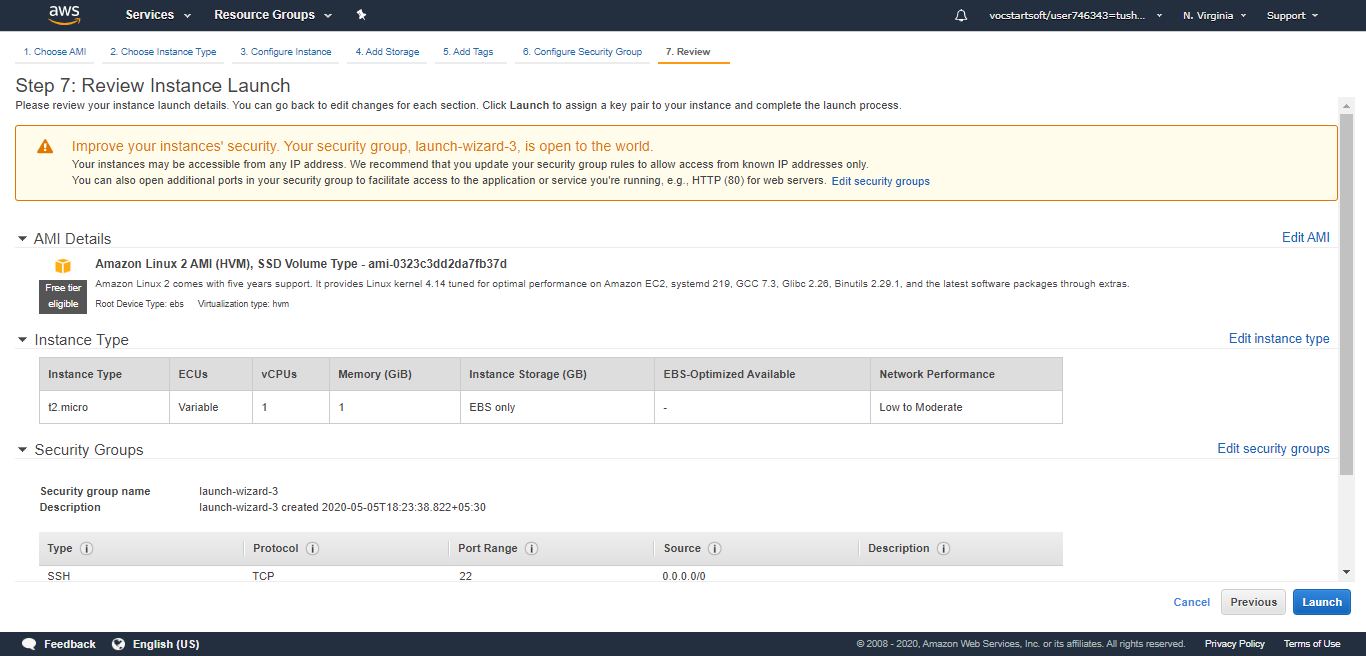 aws Services Resource Groups vocstartsoft/user746343=tush... N. Virginia Support
1. Choose AMI 2. Choose Instance Type 3. Configure Instance 4. Add Storage 5. Add Tags 6. Configure Security Group 7. Review
Step 7: Review Instance Launch
Please review your instance launch details. You can go back to edit changes for each section. Click Launch to assign a key pair to your instance and complete the launch process.
Improve your instances' security. Your security group, launch-wizard-3, is open to the world.
Your instances may be accessible from any IP address. We recommend that you update your security group rules to allow access from known IP addresses only.
You can also open additional ports in your security group to facilitate access to the application or service you're running, e.g., HTTP (80) for web servers. Edit security groups
AMI Details Edit AMI
Amazon Linux 2 AMI (HVM), SSD Volume Type - ami-0323c3dd2da7fb37d
Free tier eligible
Amazon Linux 2 comes with five years support. It provides Linux kernel 4.14 tuned for optimal performance on Amazon EC2, systemd 219, GCC 7.3, Glibc 2.26, Binutils 2.29.1, and the latest software packages through extras.
Root Device Type: ebs Virtualization type: hvm
Instance Type Edit instance type
Instance Type ECUs vCPUs Memory (GiB) Instance Storage (GB) EBS-Optimized Available Network Performance
t2.micro Variable 1 1 EBS only - Low to Moderate
Security Groups Edit security groups
Security group name launch-wizard-3
Description launch-wizard-3 created 2020-05-05T18:23:38.822+05:30
Type Protocol Port Range Source Description
SSH TCP 22 0.0.0.0/0
Cancel Previous Launch
Feedback English (US) © 2008 - 2020, Amazon Web Services, Inc. or its affiliates. All rights reserved. Privacy Policy Terms of Use